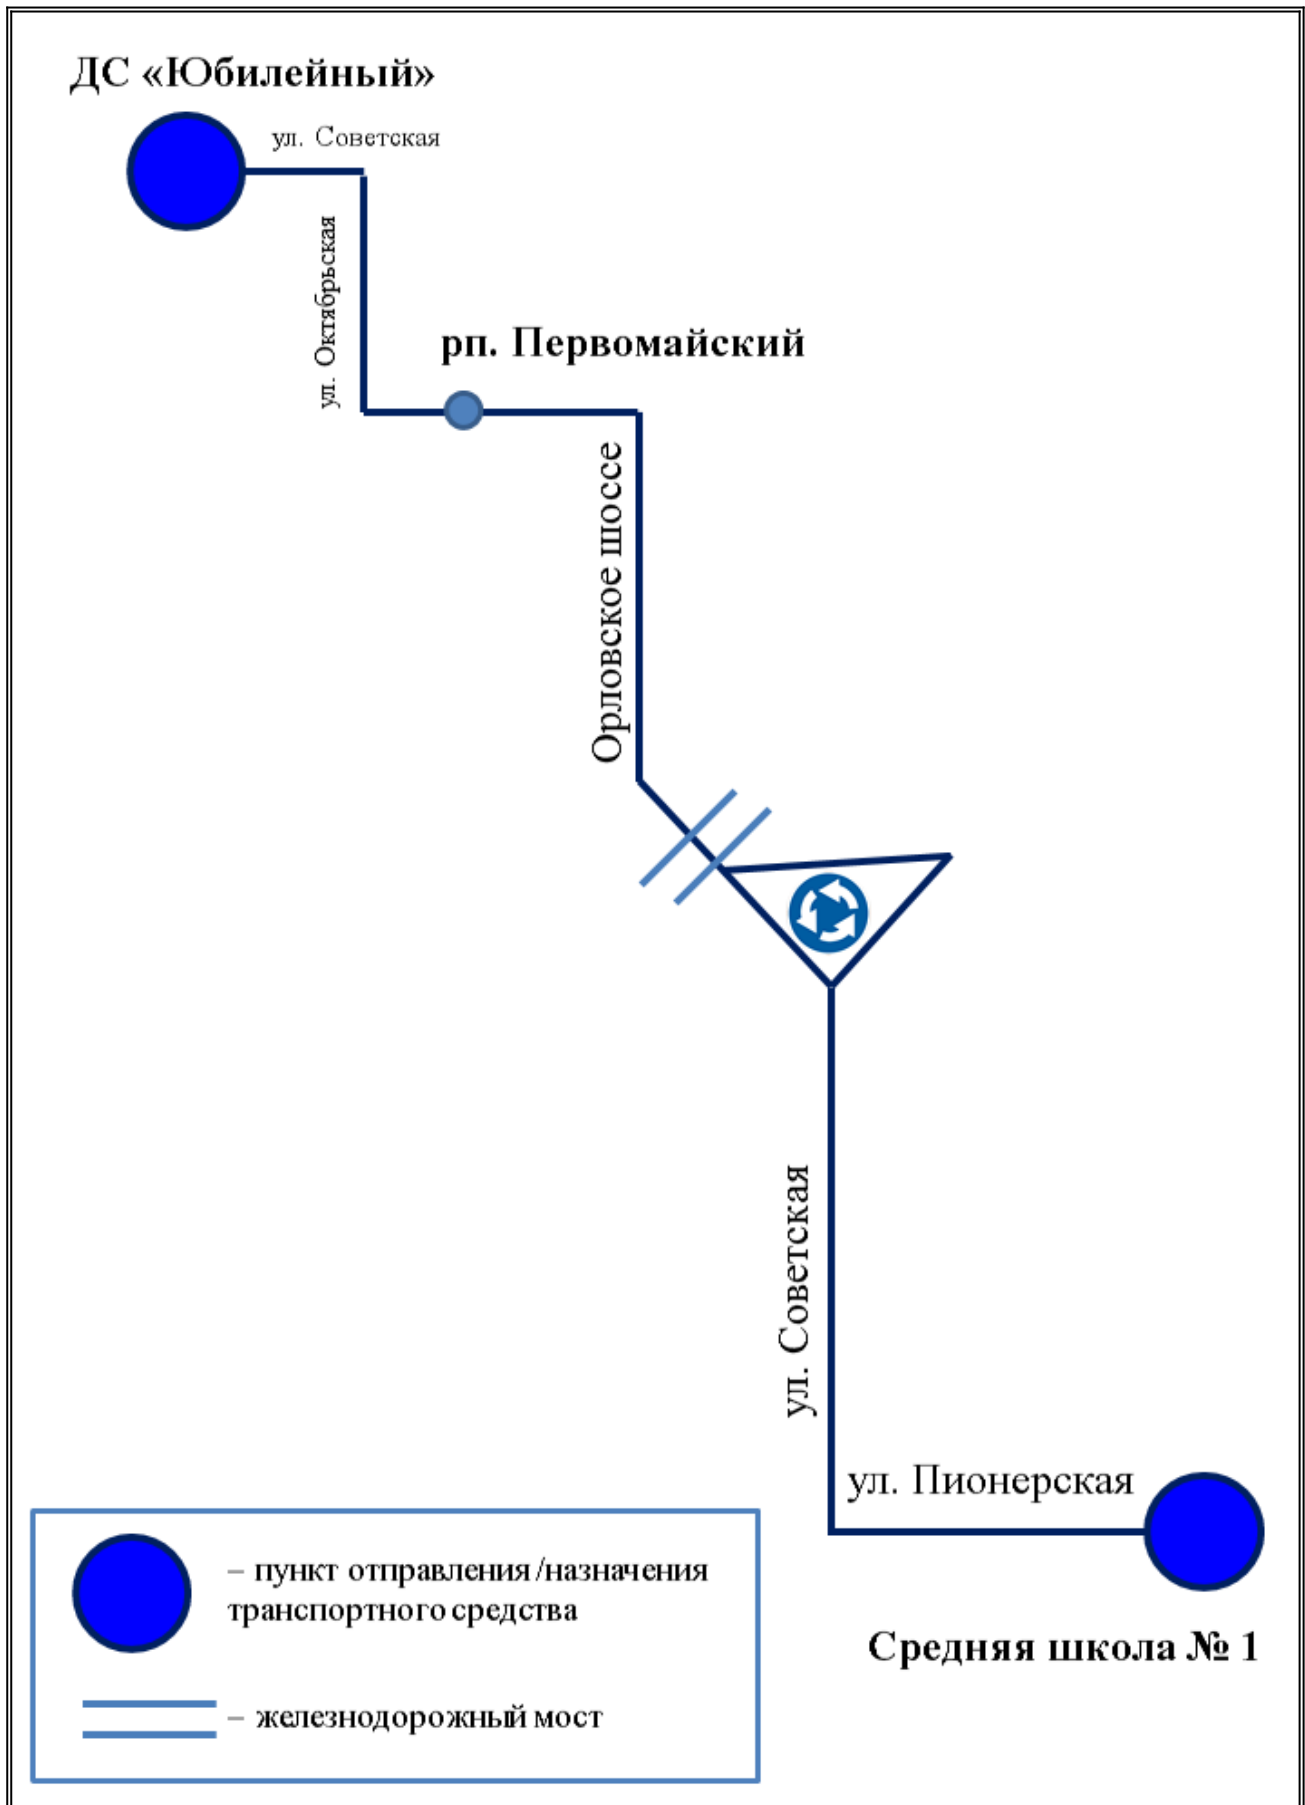 ДС «Юбилейный»
ул. Советская
ул. Октябрьская
рп. Первомайский
Орловское шоссе
ул. Советская
ул. Пионерская
Средняя школа № 1
– пункт отправления/назначения
транспортного средства
– железнодорожный мост